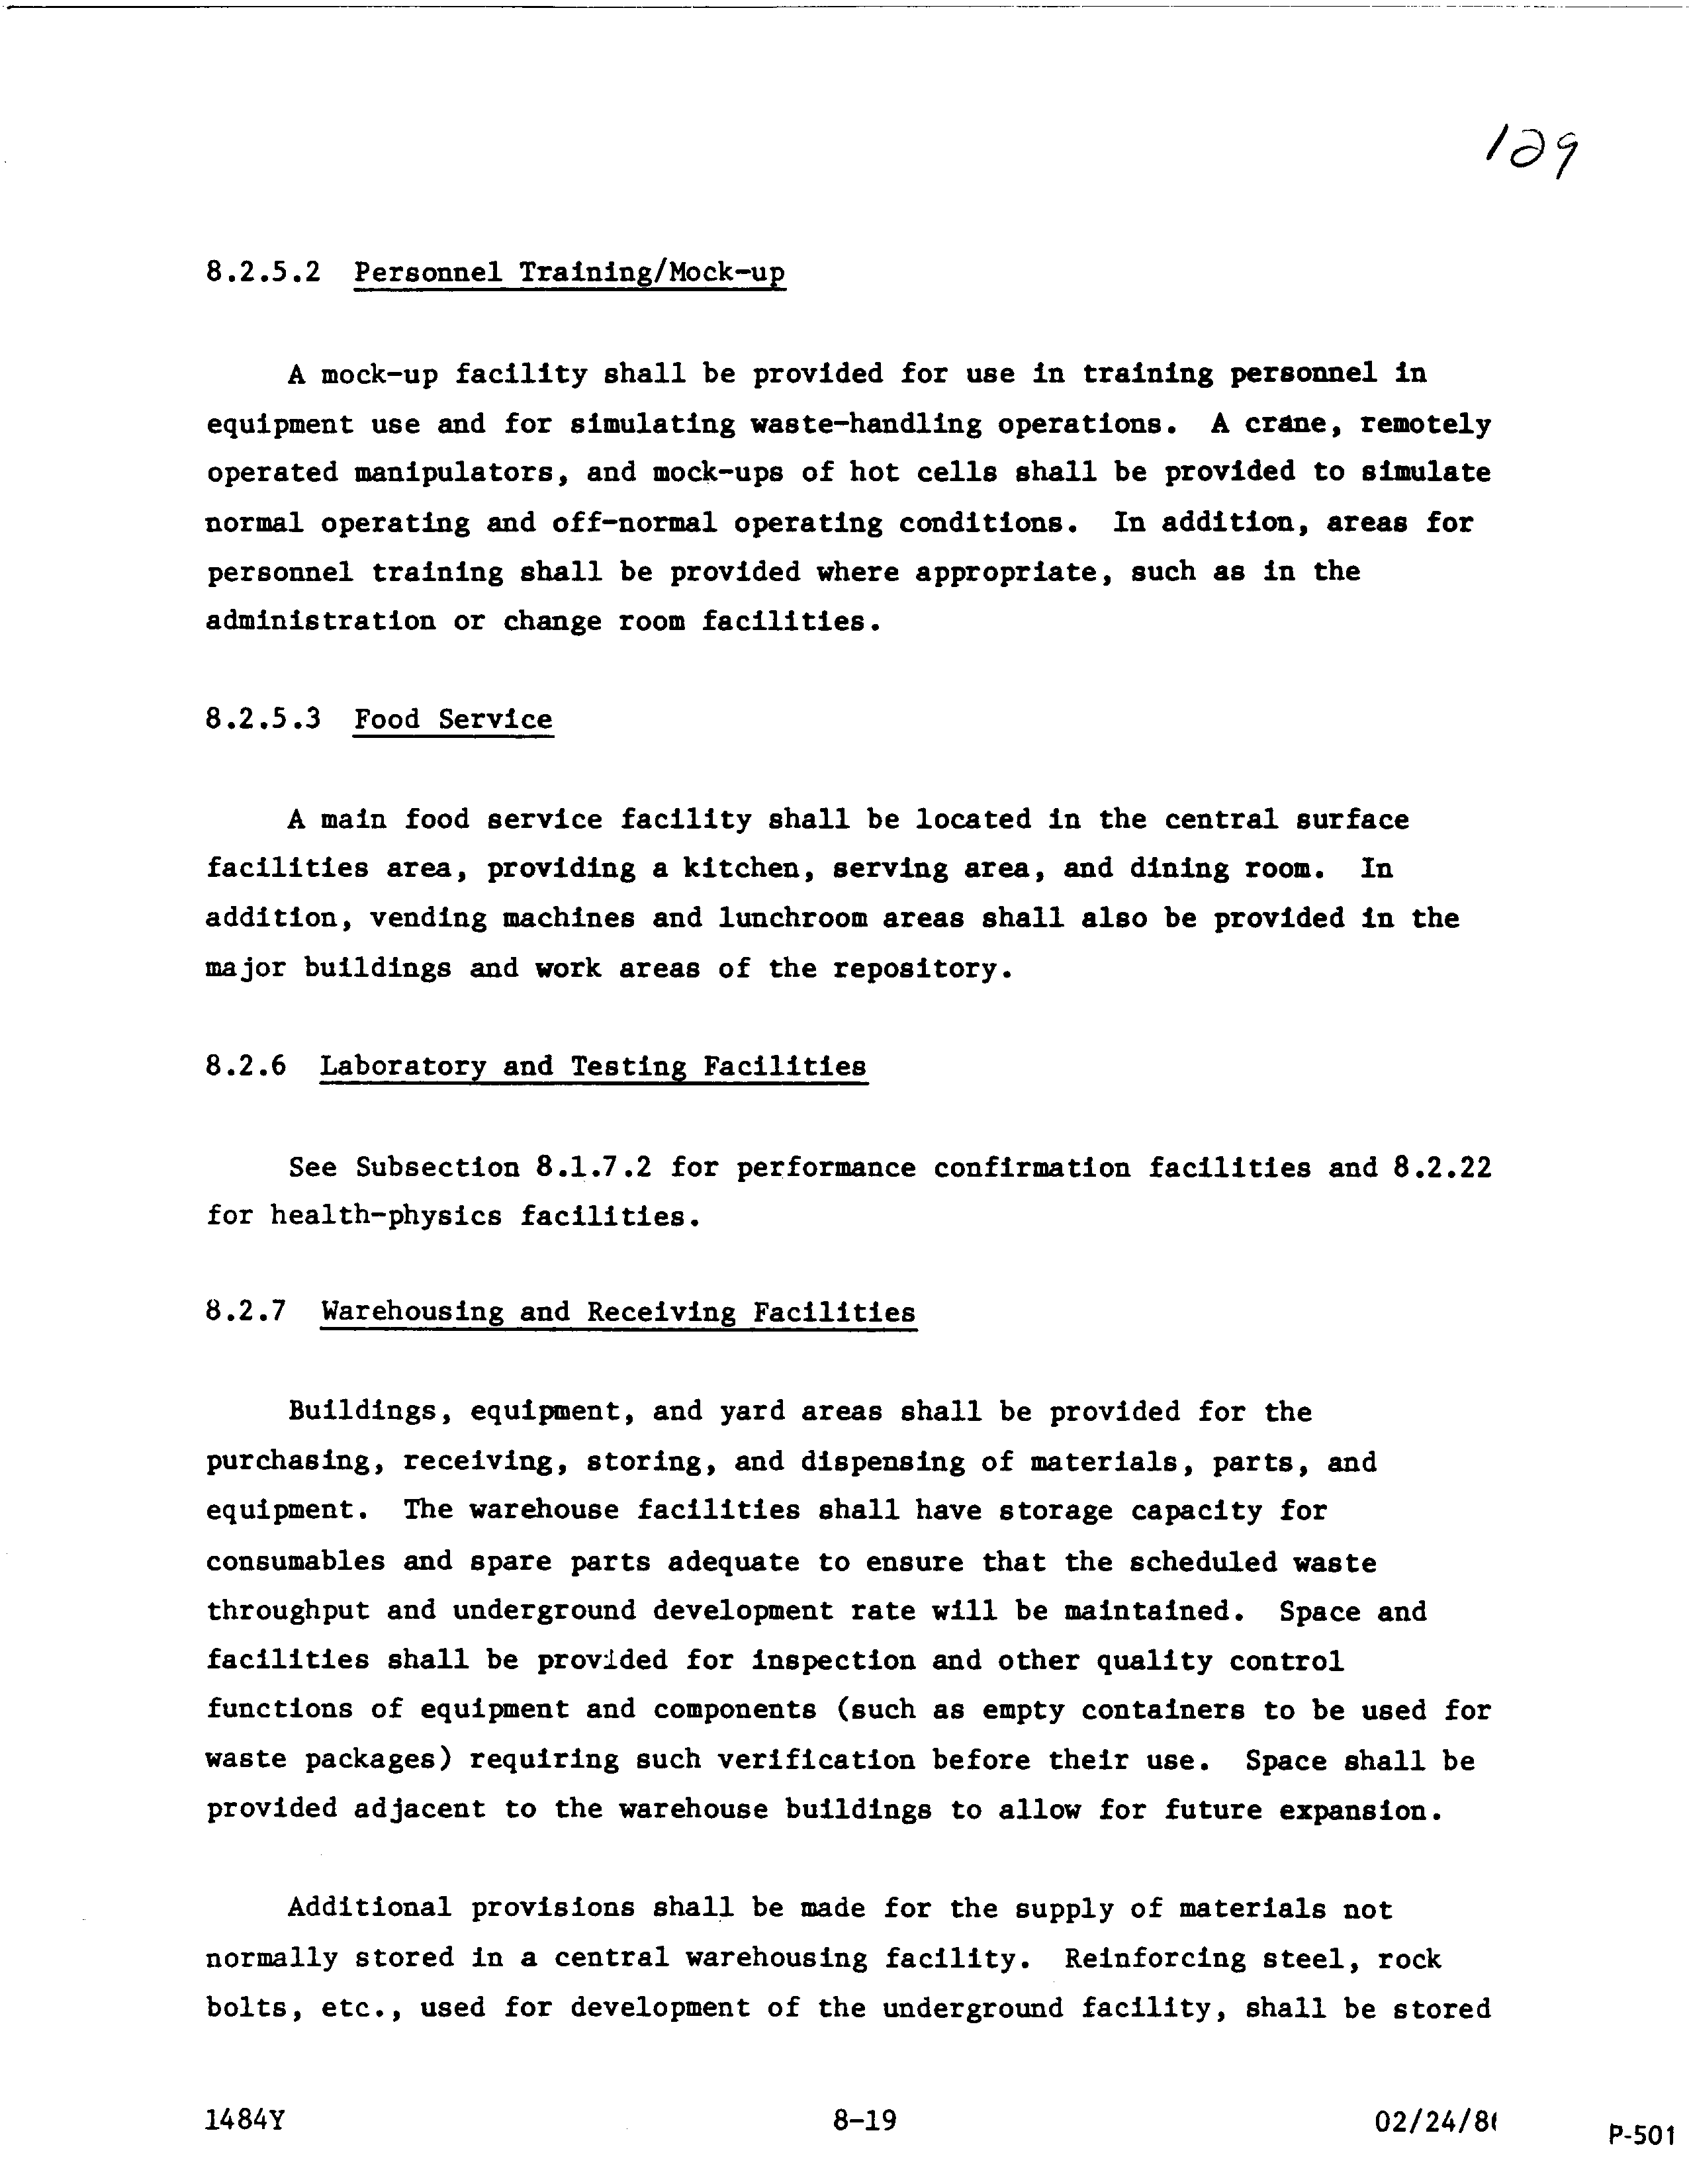 129
8.2.5.2 Personnel Training/Mock-up
A mock-up facility shall be provided for use in training personnel in
equipment use and for simulating waste-handling operations. A crane, remotely
operated manipulators, and mock-ups of hot cells shall be provided to simulate
normal operating and off-normal operating conditions. In addition, areas for
personnel training shall be provided where appropriate, such as in the
administration or change room facilities.
8.2.5.3 Food Service
A main food service facility shall be located in the central surface
facilities area, providing a kitchen, serving area, and dining room. In
addition, vending machines and lunchroom areas shall also be provided in the
major buildings and work areas of the repository.
8.2.6 Laboratory and Testing Facilities
See Subsection 8.1.7.2 for performance confirmation facilities and 8.2.22
for health-physics facilities.
8.2.7 Warehousing and Receiving Facilities
Buildings, equipment, and yard areas shall be provided for the
purchasing, receiving, storing, and dispensing of materials, parts, and
equipment. The warehouse facilities shall have storage capacity for
consumables and spare parts adequate to ensure that the scheduled waste
throughput and underground development rate will be maintained. Space and
facilities shall be provided for inspection and other quality control
functions of equipment and components (such as empty containers to be used for
waste packages) requiring such verification before their use. Space shall be
provided adjacent to the warehouse buildings to allow for future expansion.
Additional provisions shall be made for the supply of materials not
normally stored in a central warehousing facility. Reinforcing steel, rock
bolts, etc., used for development of the underground facility, shall be stored
1484Y 8-19 02/24/8
P-501